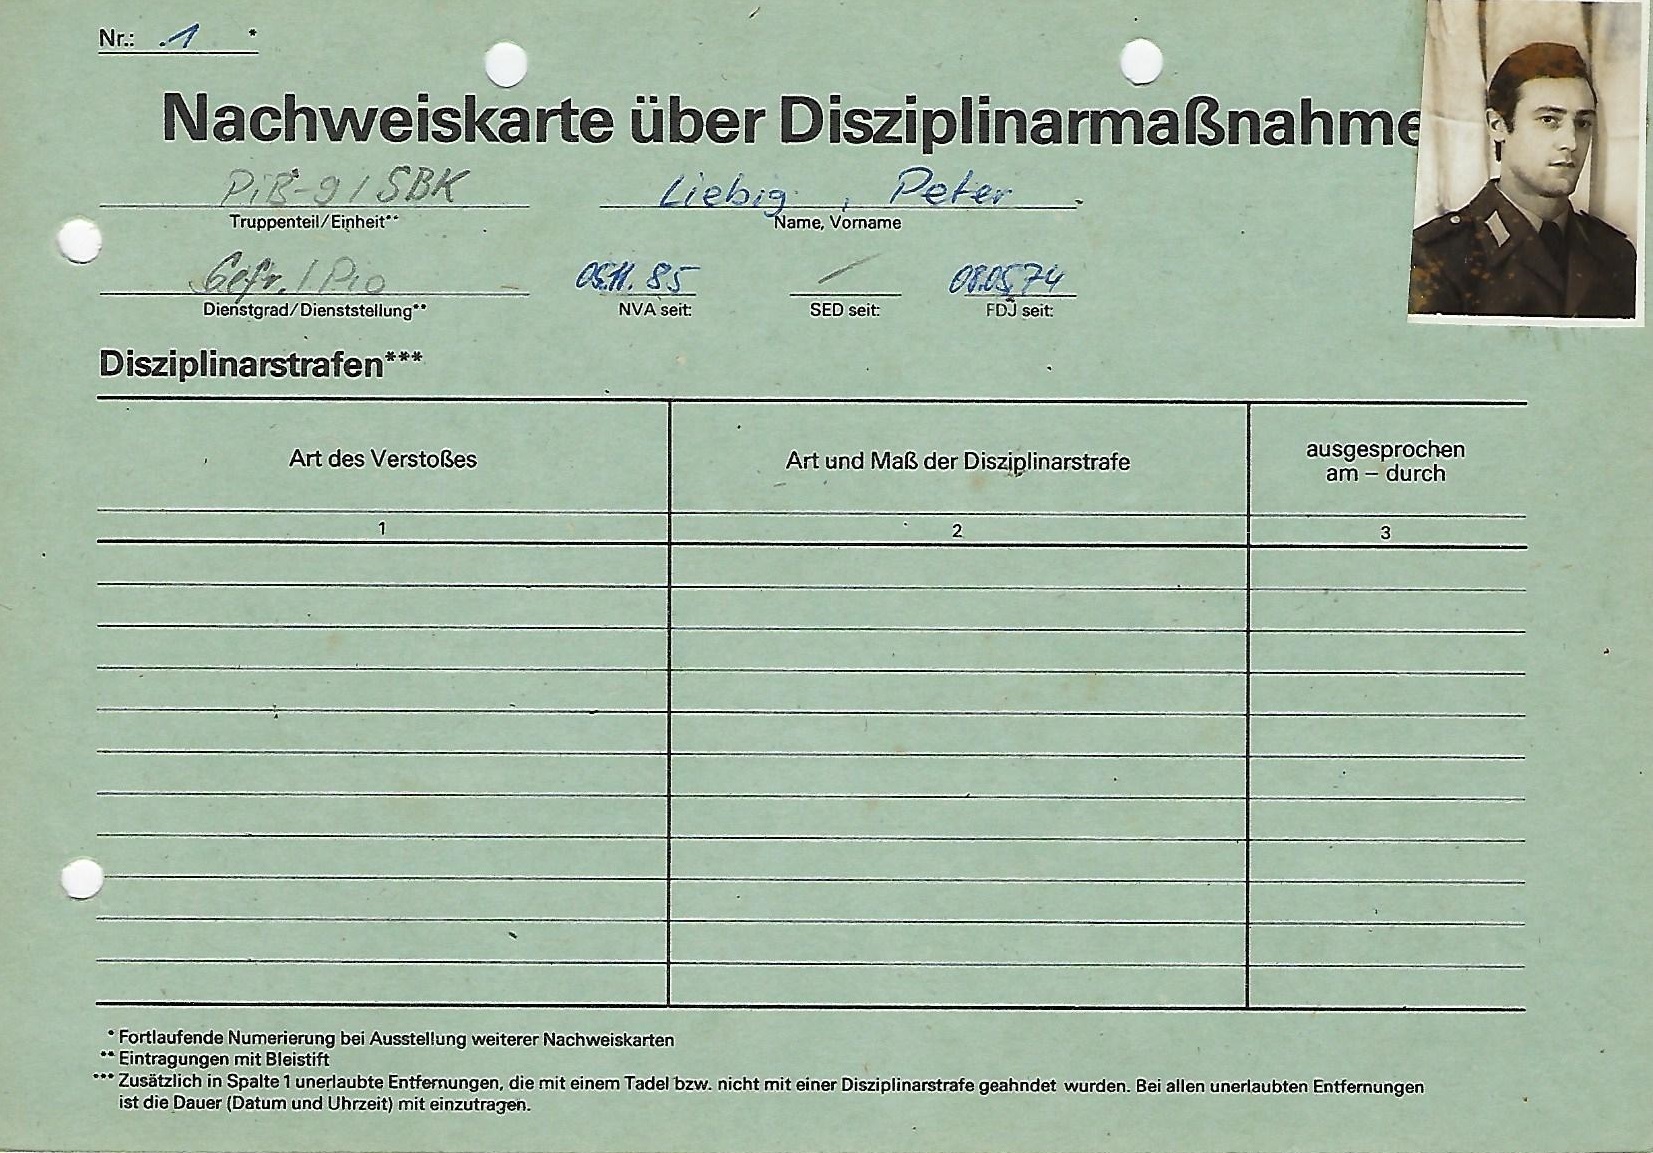 Nr.: 1 *
Nachweiskarte über Disziplinarmaßnahme
PiB-9/SBK Liebig, Peter
Truppenteil/Einheit** Name, Vorname
Gefr./Pio 05.11.85 / 08.05.74
Dienstgrad/Dienststellung** NVA seit: SED seit: FDJ seit:
Disziplinarstrafen***
Art des Verstoßes Art und Maß der Disziplinarstrafe ausgesprochen
am – durch
1 2 3
* Fortlaufende Numerierung bei Ausstellung weiterer Nachweiskarten
** Eintragungen mit Bleistift
*** Zusätzlich in Spalte 1 unerlaubte Entfernungen, die mit einem Tadel bzw. nicht mit einer Disziplinarstrafe geahndet wurden. Bei allen unerlaubten Entfernungen
ist die Dauer (Datum und Uhrzeit) mit einzutragen.